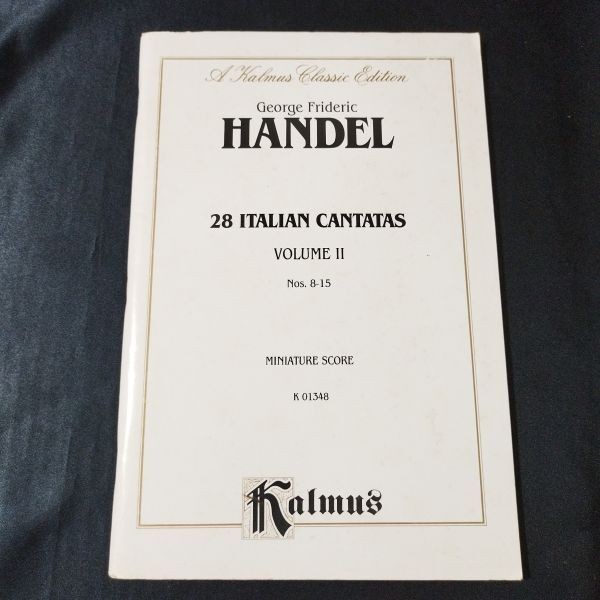 A Kalmus Classic Edition
George Frideric
HANDEL
28 ITALIAN CANTATAS
VOLUME II
Nos. 8-15
MINIATURE SCORE
K 01348
Kalmus